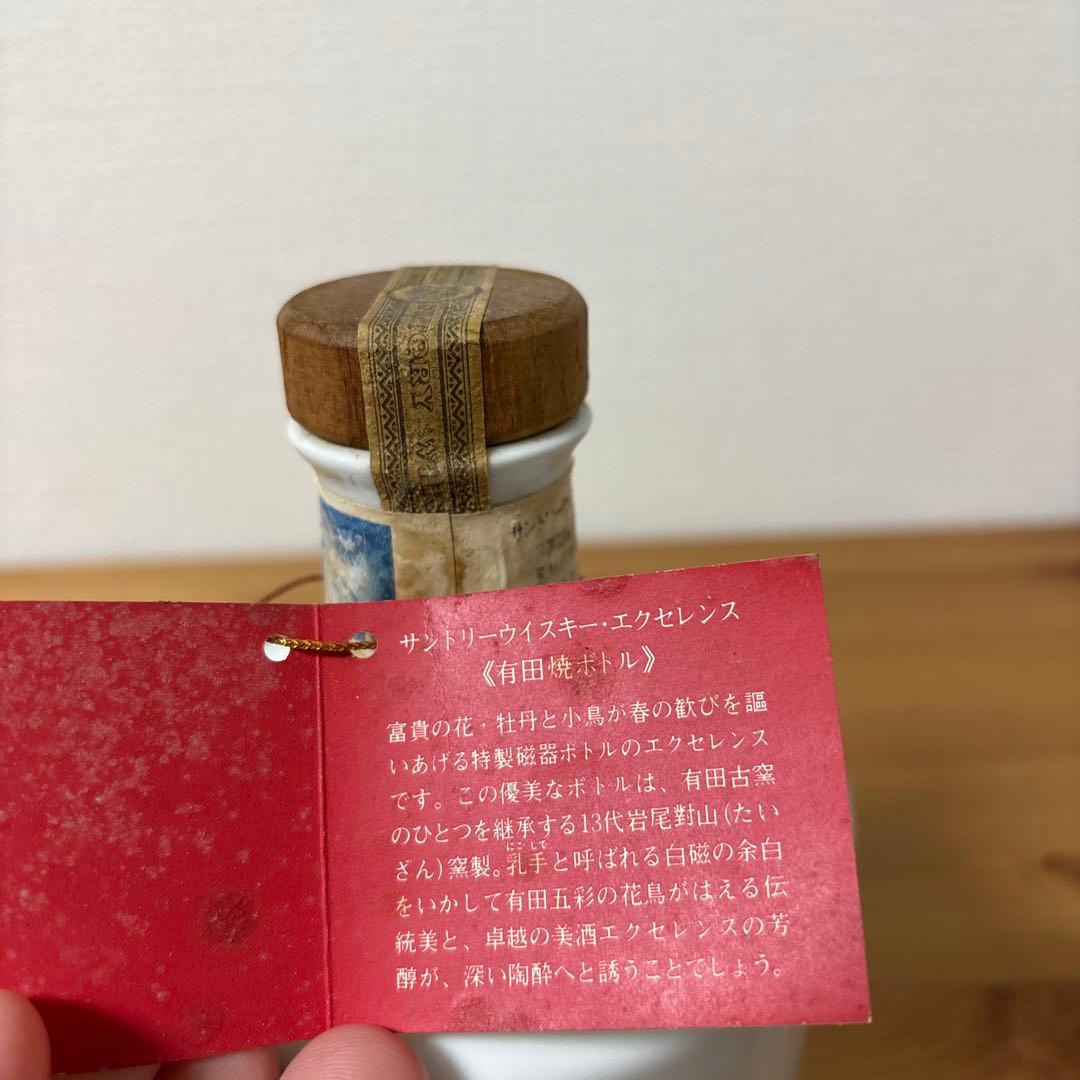 サントリーウイスキー・エクセレンス
《有田焼ボトル》
富貴の花・牡丹と小鳥が春の歓びを謳
いあげる特製磁器ボトルのエクセレンス
です。この優美なボトルは、有田古窯
のひとつを継承する13代岩尾對山(たい
ざん)窯製。乳手と呼ばれる白磁の余白
にごしで
をいかして有田五彩の花鳥がはえる伝
統美と、卓越の美酒エクセレンスの芳
醇が、深い陶酔へと誘うことでしょう。